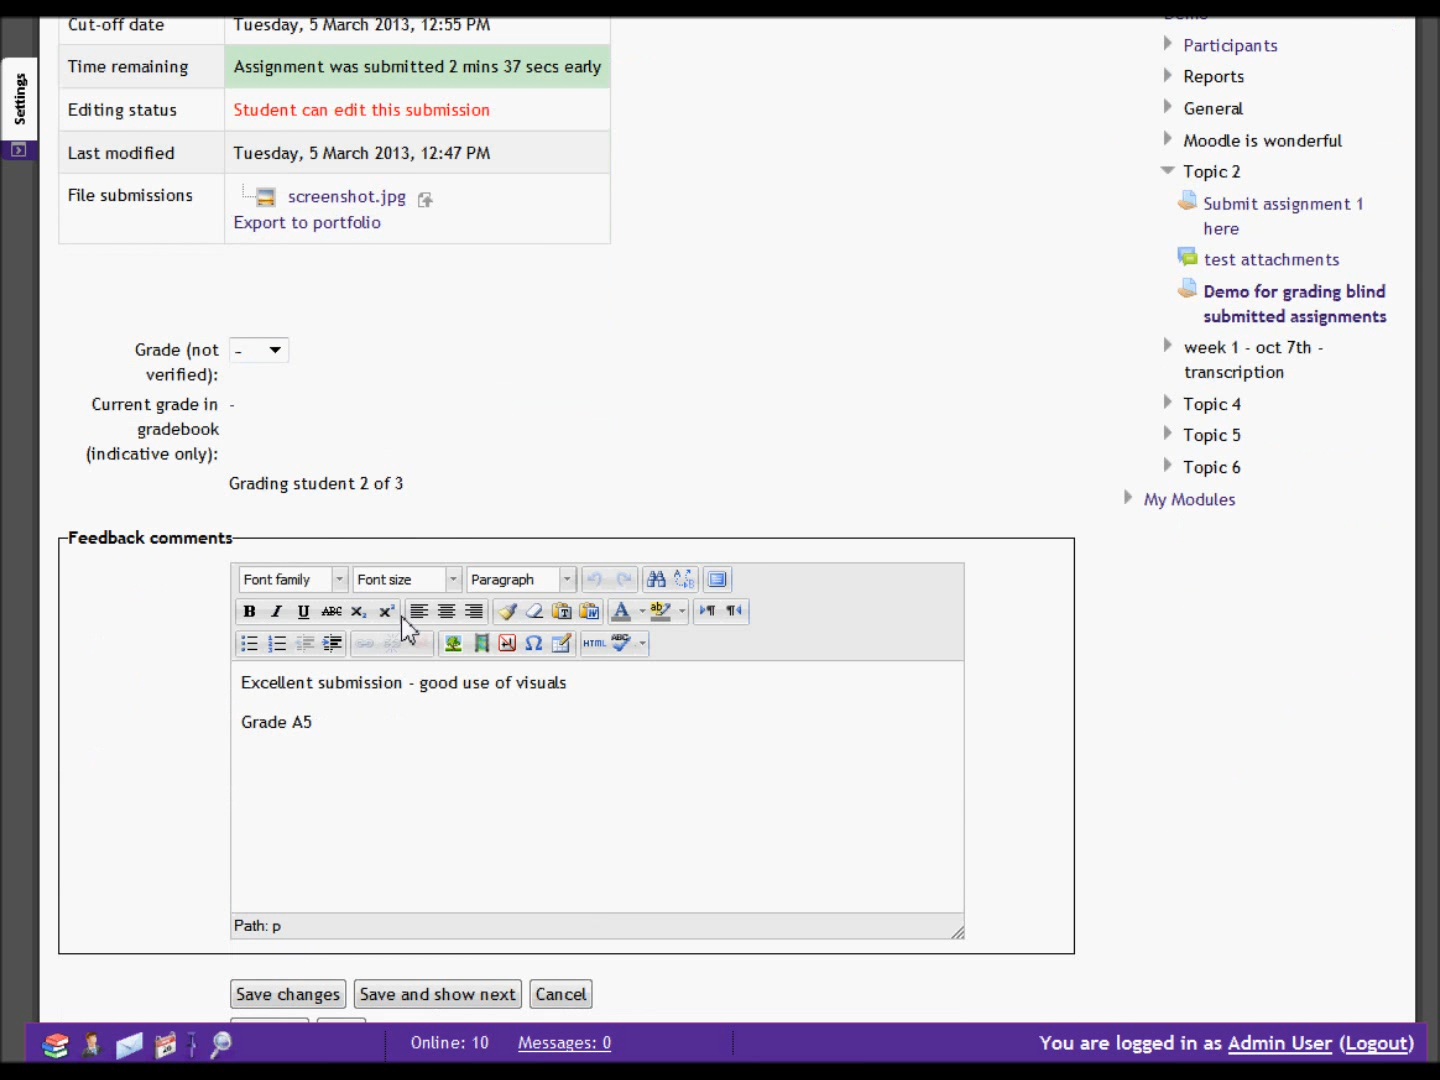 Cut-off date Tuesday, 5 March 2013, 12:55 PM
Time remaining Assignment was submitted 2 mins 37 secs early
Editing status Student can edit this submission
Last modified Tuesday, 5 March 2013, 12:47 PM
File submissions screenshot.jpg
Export to portfolio
Settings
Grade (not
verified): -
Current grade in -
gradebook
(indicative only):
Grading student 2 of 3
Feedback comments
Font family Font size Paragraph
B I U ABC X₂ X²
HTML ABC
Excellent submission - good use of visuals
Grade A5
Path: p
Save changes Save and show next Cancel
Demo
Participants
Reports
General
Moodle is wonderful
Topic 2
Submit assignment 1
here
test attachments
Demo for grading blind
submitted assignments
week 1 - oct 7th -
transcription
Topic 4
Topic 5
Topic 6
My Modules
Online: 10 Messages: 0 You are logged in as Admin User (Logout)